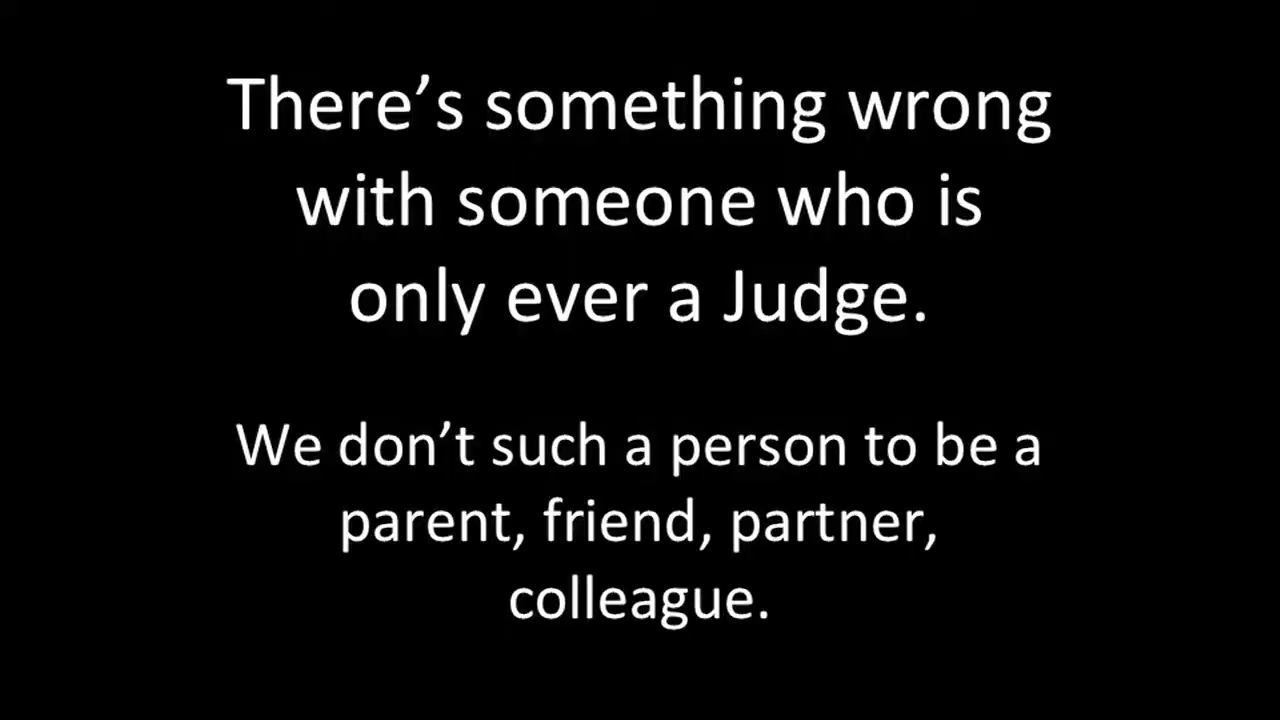 There’s something wrong
with someone who is
only ever a Judge.
We don’t such a person to be a
parent, friend, partner,
colleague.